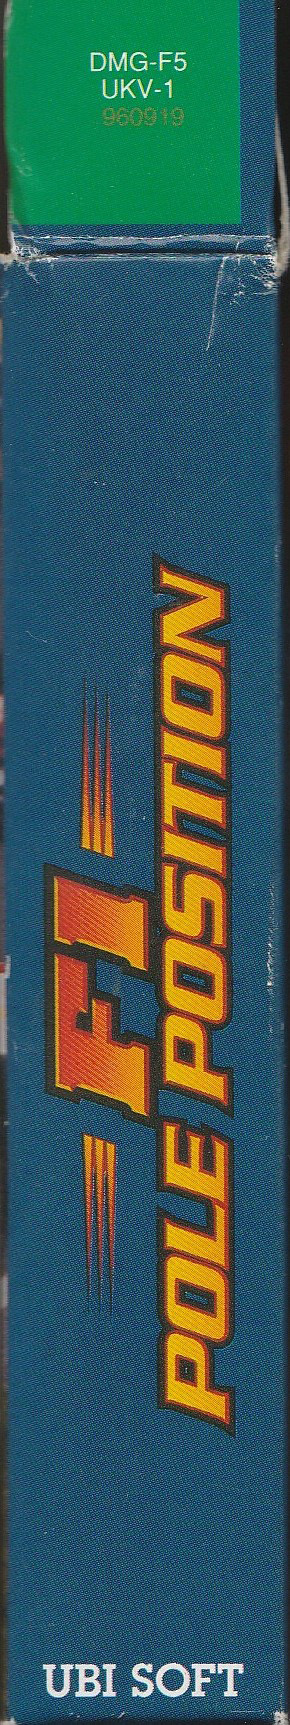 DMG-F5
UKV-1
960919
F1
POLE POSITION
UBI SOFT